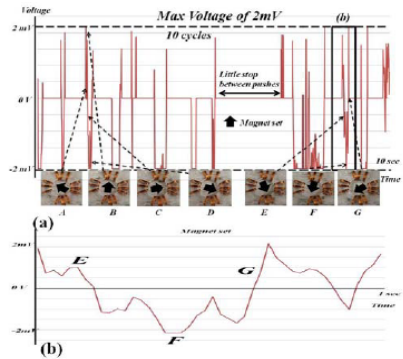 Voltage
Max Voltage of 2mV
2 mV
10 cycles
(b)
Little stop
between pushes
0 V
Magnet set
-2mV
10 sec
Time
A B C D E F G
(a)
Magnet set
2mV
E
G
0 mV
1 sec
Time
-2mV
F
(b)